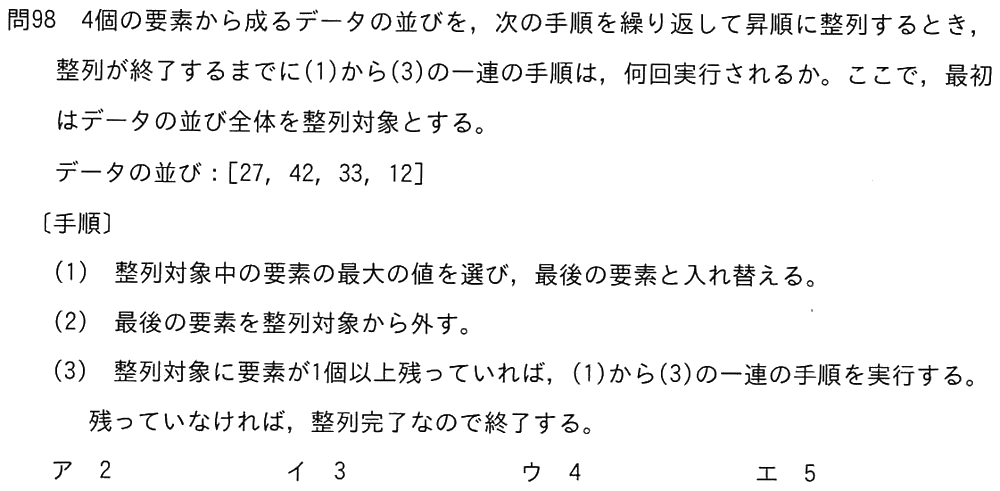 問98 4個の要素から成るデータの並びを，次の手順を繰り返して昇順に整列するとき，
整列が終了するまでに(1)から(3)の一連の手順は，何回実行されるか。ここで，最初
はデータの並び全体を整列対象とする。
データの並び：[27, 42, 33, 12]
〔手順〕
(1) 整列対象中の要素の最大の値を選び，最後の要素と入れ替える。
(2) 最後の要素を整列対象から外す。
(3) 整列対象に要素が1個以上残っていれば，(1)から(3)の一連の手順を実行する。
残っていなければ，整列完了なので終了する。
ア 2 イ 3 ウ 4 エ 5